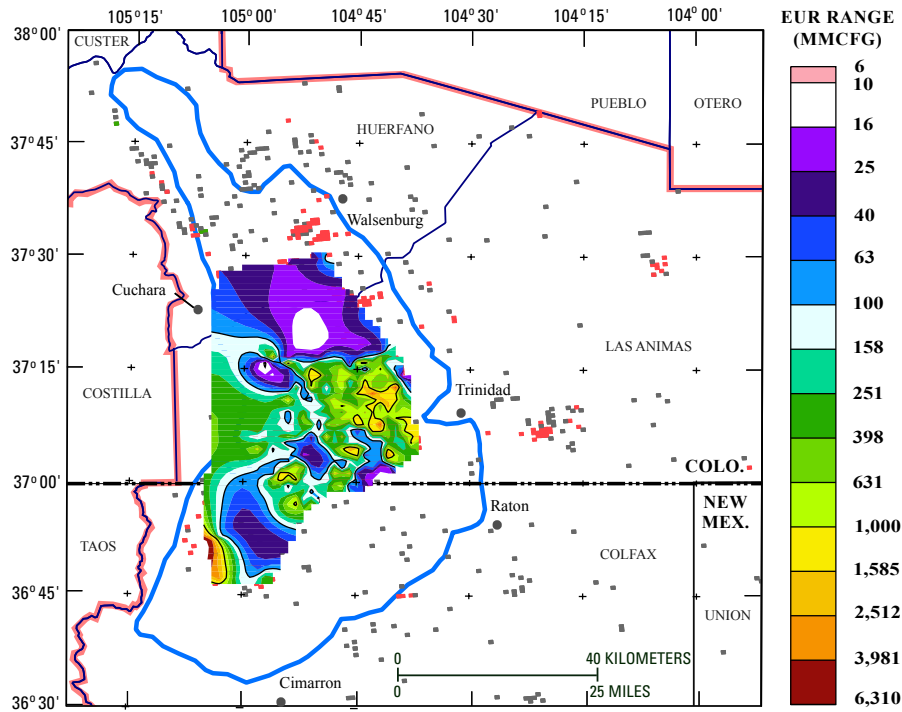 105°15' 105°00' 104°45' 104°30' 104°15' 104°00'
EUR RANGE
(MMCFG)
38°00'
37°45'
37°30'
37°15'
37°00'
36°45'
36°30'
CUSTER
PUEBLO
OTERO
HUERFANO
Walsenburg
Cuchara
LAS ANIMAS
COSTILLA
Trinidad
COLO.
NEW
MEX.
Raton
TAOS
COLFAX
UNION
Cimarron
0 40 KILOMETERS
0 25 MILES
6
10
16
25
40
63
100
158
251
398
631
1,000
1,585
2,512
3,981
6,310